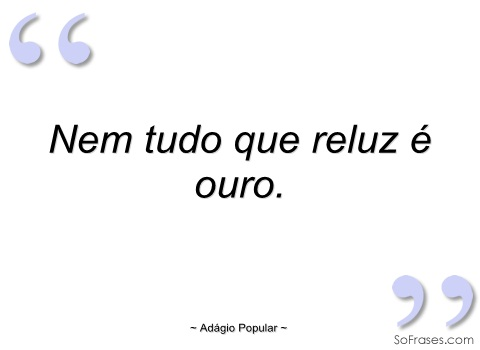 Nem tudo que reluz é
ouro.
~ Adágio Popular ~
SoFrases.com